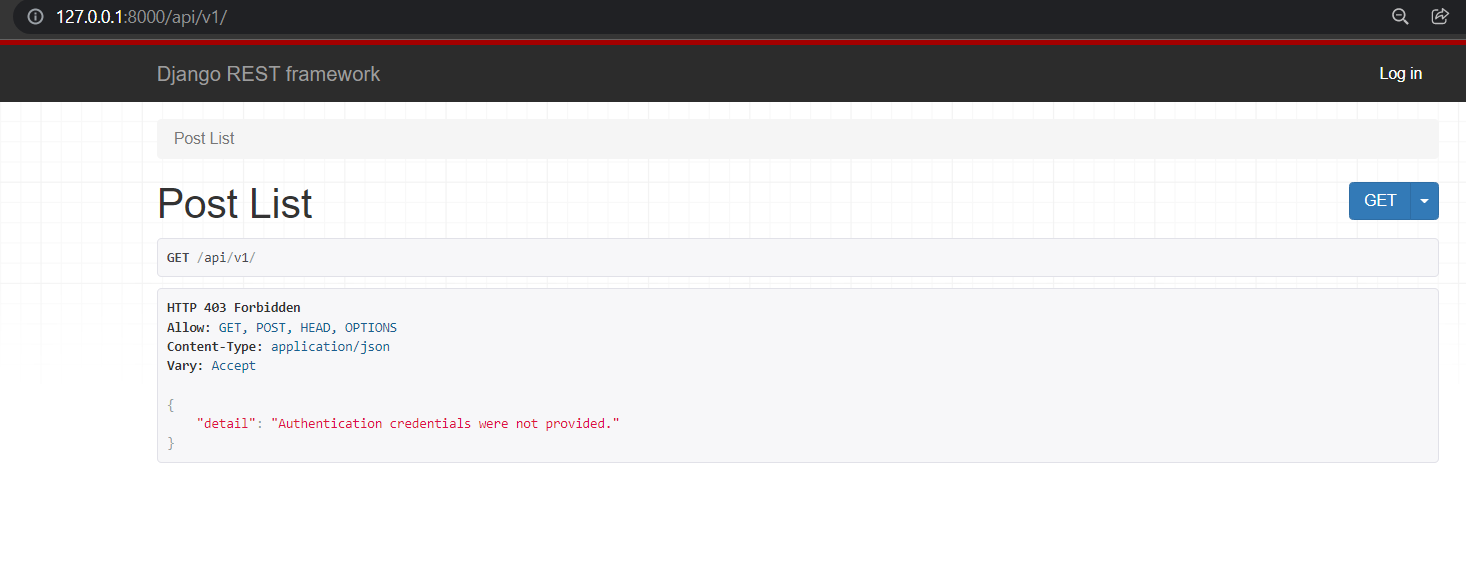 127.0.0.1:8000/api/v1/
Django REST framework
Log in
Post List
Post List
GET
GET /api/v1/
HTTP 403 Forbidden
Allow: GET, POST, HEAD, OPTIONS
Content-Type: application/json
Vary: Accept
{
    "detail": "Authentication credentials were not provided."
}